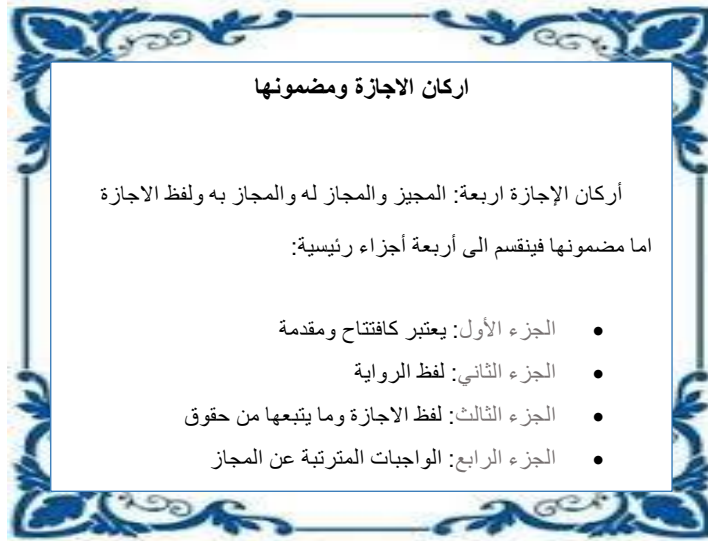 اركان الاجازة ومضمونها
أركان الإجازة اربعة: المجيز والمجاز له والمجاز به ولفظ الاجازة
اما مضمونها فينقسم الى أربعة أجزاء رئيسية:
• الجزء الأول: يعتبر كافتتاح ومقدمة
• الجزء الثاني: لفظ الرواية
• الجزء الثالث: لفظ الاجازة وما يتبعها من حقوق
• الجزء الرابع: الواجبات المترتبة عن المجاز